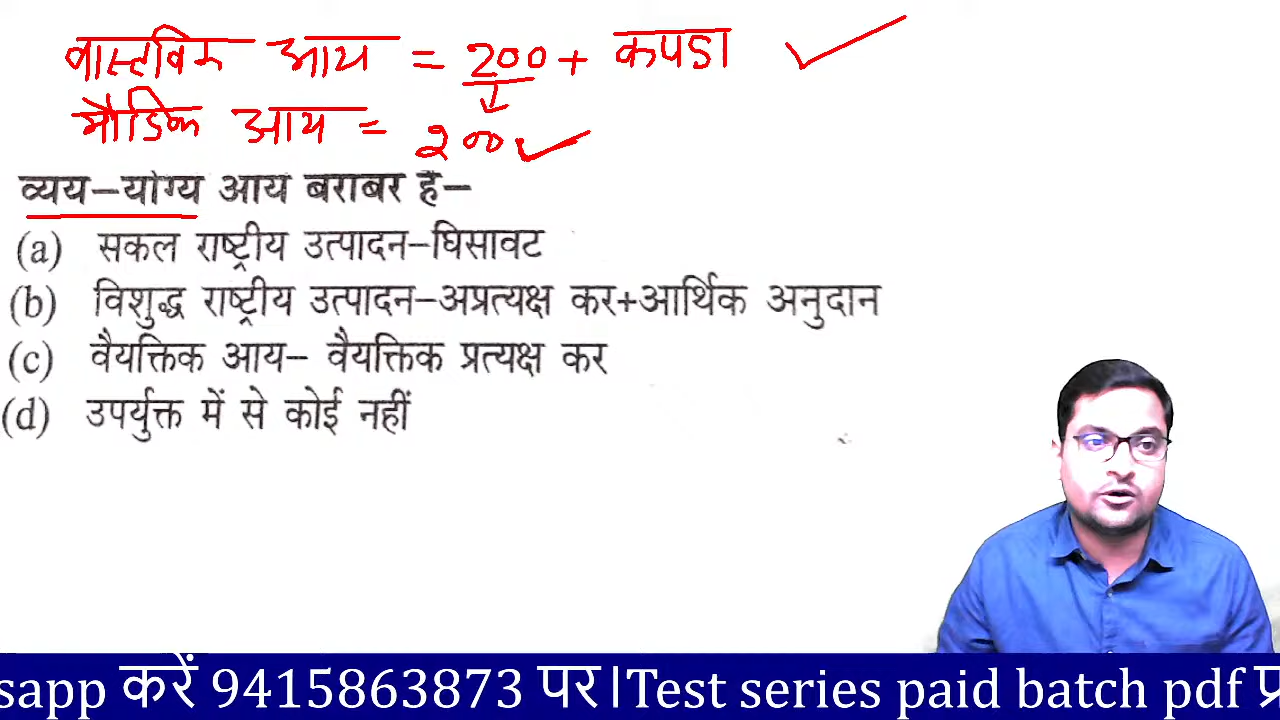 वास्तविक आय = 200 + कपडा
मौद्रिक आय = 200
व्यय–योग्य आय बराबर है–
(a) सकल राष्ट्रीय उत्पादन–घिसावट
(b) विशुद्ध राष्ट्रीय उत्पादन–अप्रत्यक्ष कर+आर्थिक अनुदान
(c) वैयक्तिक आय– वैयक्तिक प्रत्यक्ष कर
(d) उपर्युक्त में से कोई नहीं
sapp करें 9415863873 पर।Test series paid batch pdf प्र